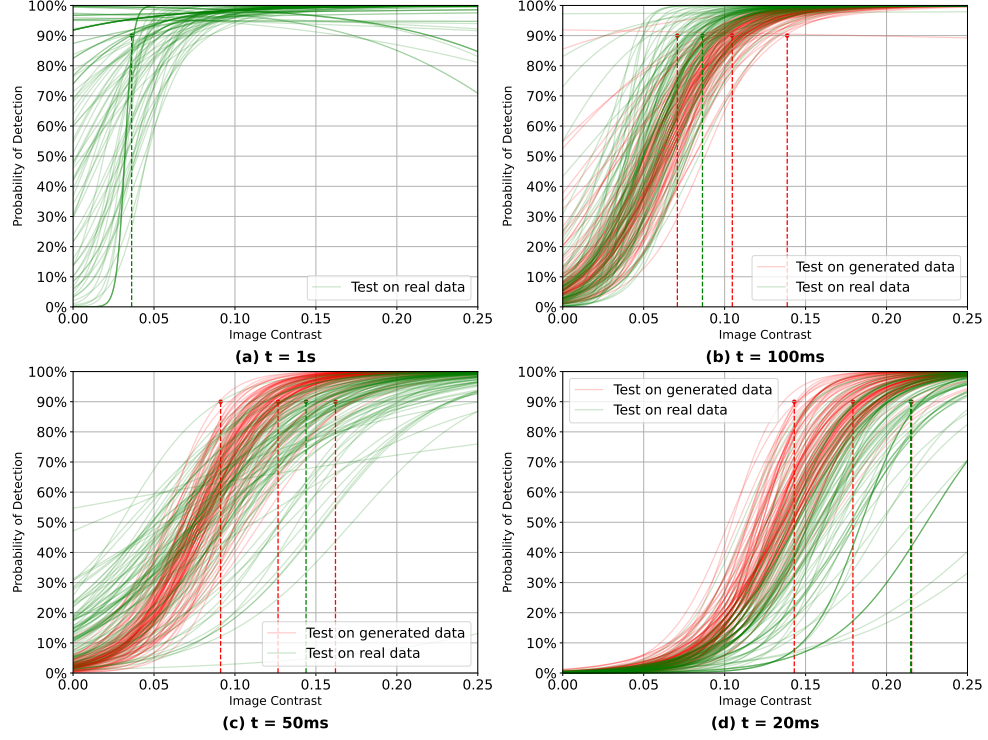 100%
90%
80%
70%
60%
50%
40%
30%
20%
10%
0%
Probability of Detection
Test on real data
0.00 0.05 0.10 0.15 0.20 0.25
Image Contrast
(a) t = 1s
100%
90%
80%
70%
60%
50%
40%
30%
20%
10%
0%
Probability of Detection
Test on generated data
Test on real data
0.00 0.05 0.10 0.15 0.20 0.25
Image Contrast
(b) t = 100ms
100%
90%
80%
70%
60%
50%
40%
30%
20%
10%
0%
Probability of Detection
Test on generated data
Test on real data
0.00 0.05 0.10 0.15 0.20 0.25
Image Contrast
(c) t = 50ms
100%
90%
80%
70%
60%
50%
40%
30%
20%
10%
0%
Probability of Detection
Test on generated data
Test on real data
0.00 0.05 0.10 0.15 0.20 0.25
Image Contrast
(d) t = 20ms